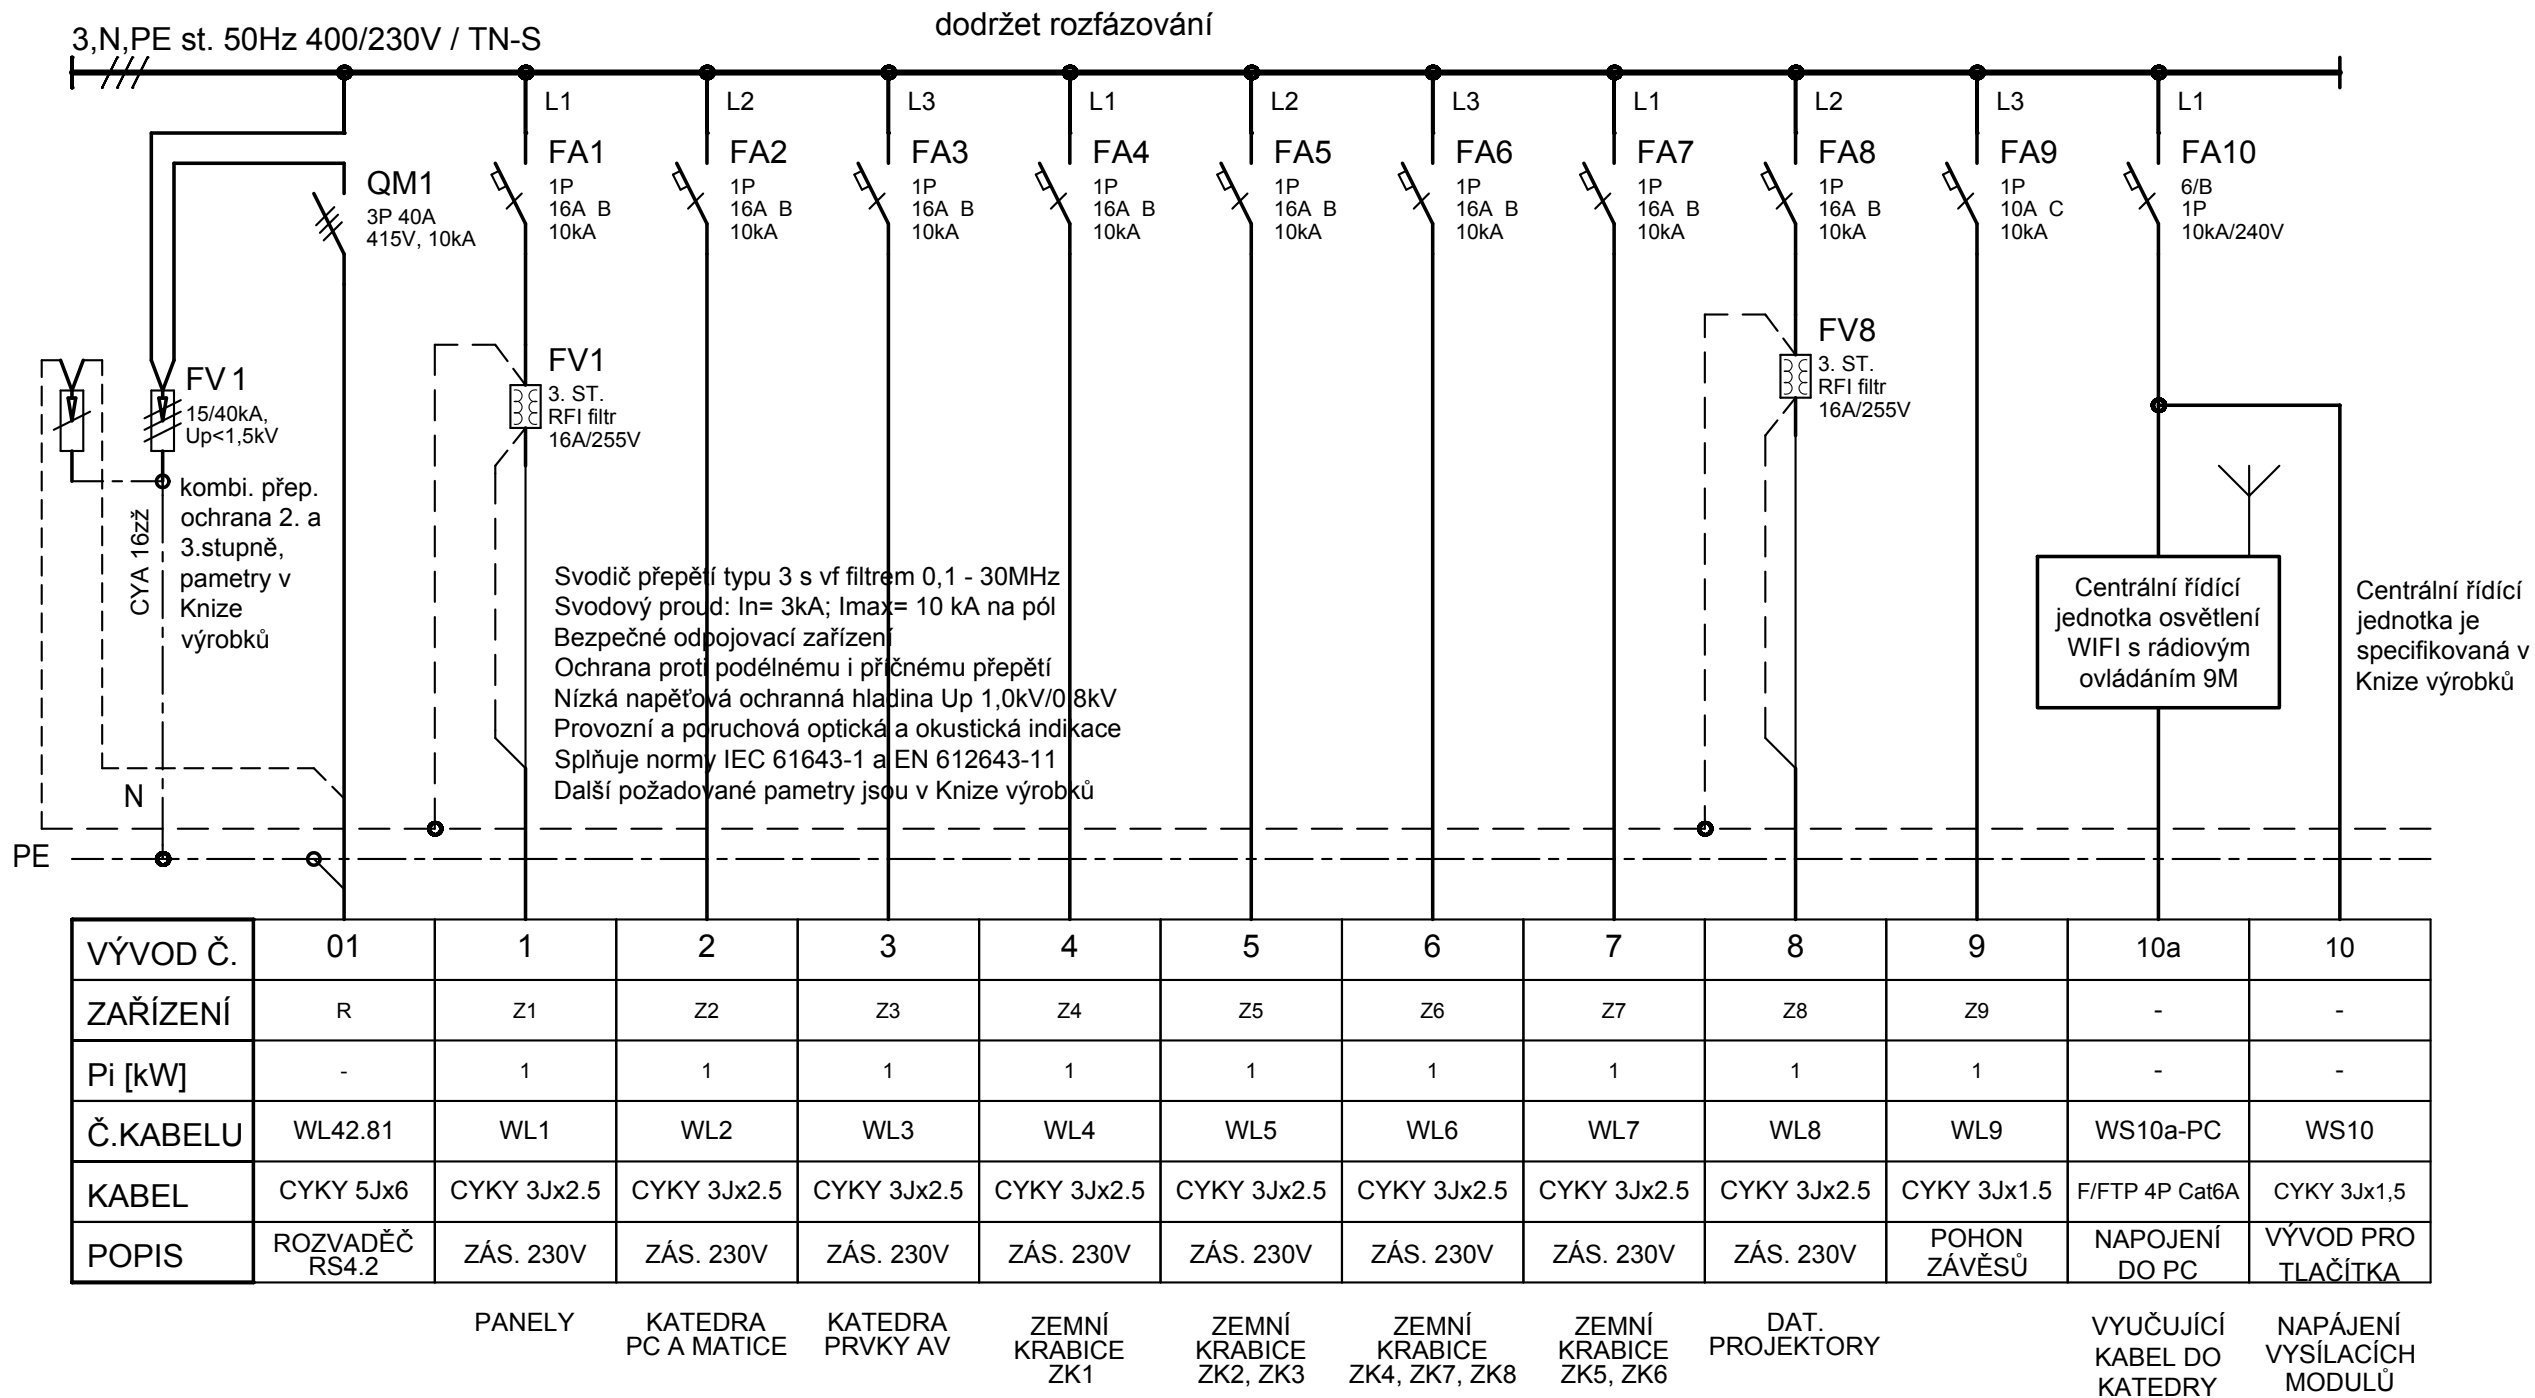 dodržet rozfázování
3,N,PE st. 50Hz 400/230V / TN-S
L1
L2
L3
L1
L2
L3
L1
L2
L3
L1
QM1
3P 40A
415V, 10kA
FA1
1P
16A B
10kA
FA2
1P
16A B
10kA
FA3
1P
16A B
10kA
FA4
1P
16A B
10kA
FA5
1P
16A B
10kA
FA6
1P
16A B
10kA
FA7
1P
16A B
10kA
FA8
1P
16A B
10kA
FA9
1P
10A C
10kA
FA10
6/B
1P
10kA/240V
FV 1
15/40kA,
Up<1,5kV
kombi. přep.
ochrana 2. a
3.stupně,
pametry v
Knize
výrobků
CYA 16zž
FV1
3. ST.
RFI filtr
16A/255V
FV8
3. ST.
RFI filtr
16A/255V
Svodič přepětí typu 3 s vf filtrem 0,1 - 30MHz
Svodový proud: In= 3kA; Imax= 10 kA na pól
Bezpečné odpojovací zařízení
Ochrana proti podélnému i příčnému přepětí
Nízká napěťová ochranná hladina Up 1,0kV/0,8kV
Provozní a poruchová optická a okustická indikace
Splňuje normy IEC 61643-1 a EN 612643-11
Další požadované pametry jsou v Knize výrobků
Centrální řídící
jednotka osvětlení
WIFI s rádiovým
ovládáním 9M
Centrální řídící
jednotka je
specifikovaná v
Knize výrobků
N
PE
VÝVOD Č. 01 1 2 3 4 5 6 7 8 9 10a 10
ZAŘÍZENÍ R Z1 Z2 Z3 Z4 Z5 Z6 Z7 Z8 Z9 - -
Pi [kW] - 1 1 1 1 1 1 1 1 1 - -
Č.KABELU WL42.81 WL1 WL2 WL3 WL4 WL5 WL6 WL7 WL8 WL9 WS10a-PC WS10
KABEL CYKY 5Jx6 CYKY 3Jx2.5 CYKY 3Jx2.5 CYKY 3Jx2.5 CYKY 3Jx2.5 CYKY 3Jx2.5 CYKY 3Jx2.5 CYKY 3Jx2.5 CYKY 3Jx2.5 CYKY 3Jx1.5 F/FTP 4P Cat6A CYKY 3Jx1,5
POPIS
ROZVADĚČ
RS4.2
ZÁS. 230V
ZÁS. 230V
ZÁS. 230V
ZÁS. 230V
ZÁS. 230V
ZÁS. 230V
ZÁS. 230V
ZÁS. 230V
POHON
ZÁVĚSŮ
NAPOJENÍ
DO PC
VÝVOD PRO
TLAČÍTKA
PANELY
KATEDRA
PC A MATICE
KATEDRA
PRVKY AV
ZEMNÍ
KRABICE
ZK1
ZEMNÍ
KRABICE
ZK2, ZK3
ZEMNÍ
KRABICE
ZK4, ZK7, ZK8
ZEMNÍ
KRABICE
ZK5, ZK6
DAT.
PROJEKTORY
VYUČUJÍCÍ
KABEL DO
KATEDRY
NAPÁJENÍ
VYSÍLACÍCH
MODULŮ